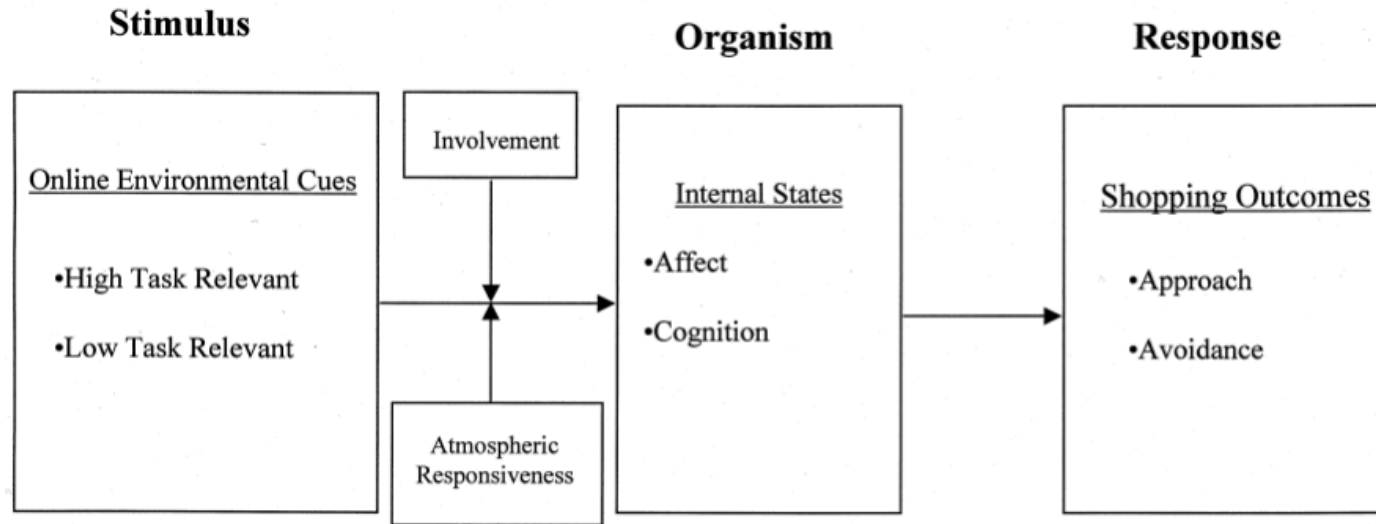 Stimulus
Organism
Response
Online Environmental Cues
•High Task Relevant
•Low Task Relevant
Involvement
Atmospheric
Responsiveness
Internal States
•Affect
•Cognition
Shopping Outcomes
•Approach
•Avoidance